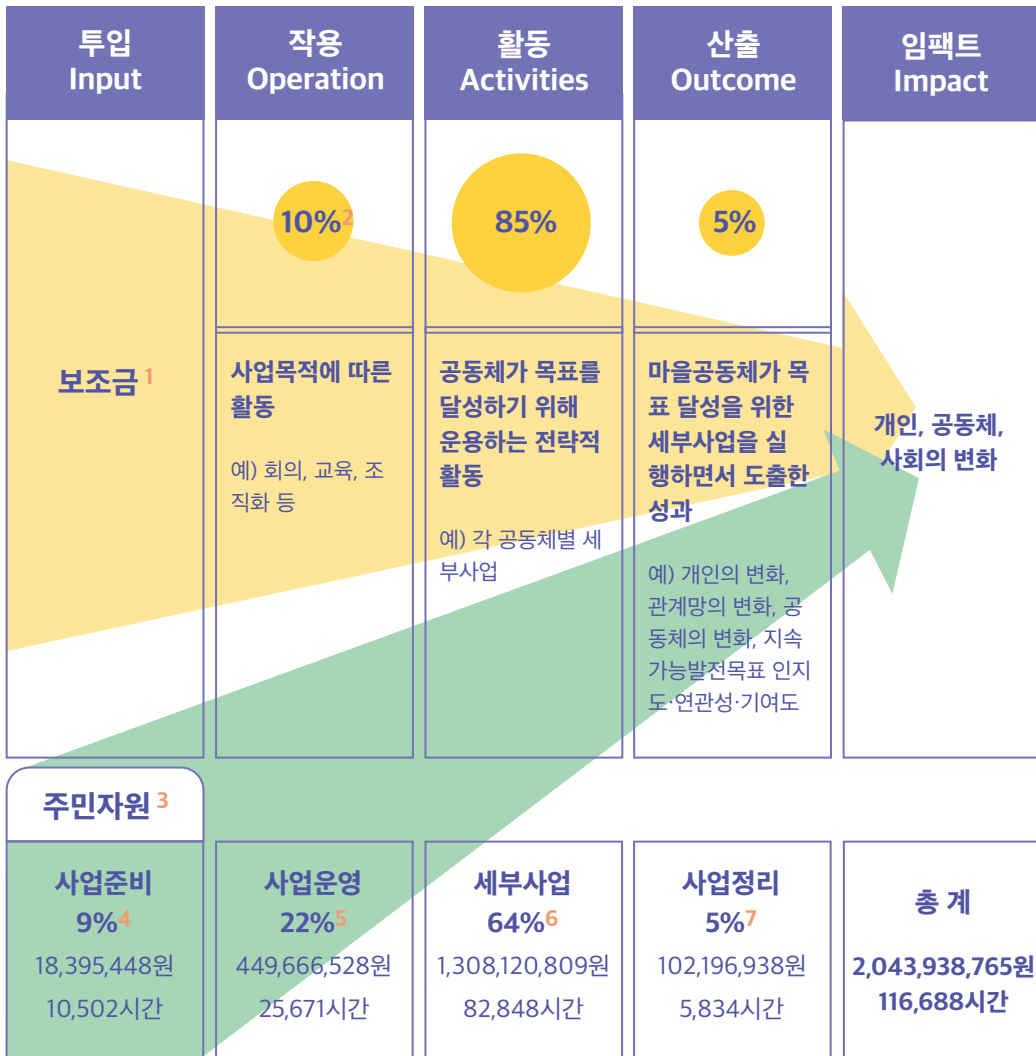 투입
Input
작용
Operation
활동
Activities
산출
Outcome
임팩트
Impact
10%2
85%
5%
보조금 1
사업목적에 따른
활동
예) 회의, 교육, 조
직화 등
공동체가 목표를
달성하기 위해
운용하는 전략적
활동
예) 각 공동체별 세
부사업
마을공동체가 목
표 달성을 위한
세부사업을 실
행하면서 도출한
성과
예) 개인의 변화,
관계망의 변화, 공
동체의 변화, 지속
가능발전목표 인지
도·연관성·기여도
개인, 공동체,
사회의 변화
주민자원 3
사업준비
9%4
18,395,448원
10,502시간
사업운영
22%5
449,666,528원
25,671시간
세부사업
64%6
1,308,120,809원
82,848시간
사업정리
5%7
102,196,938원
5,834시간
총 계
2,043,938,765원
116,688시간